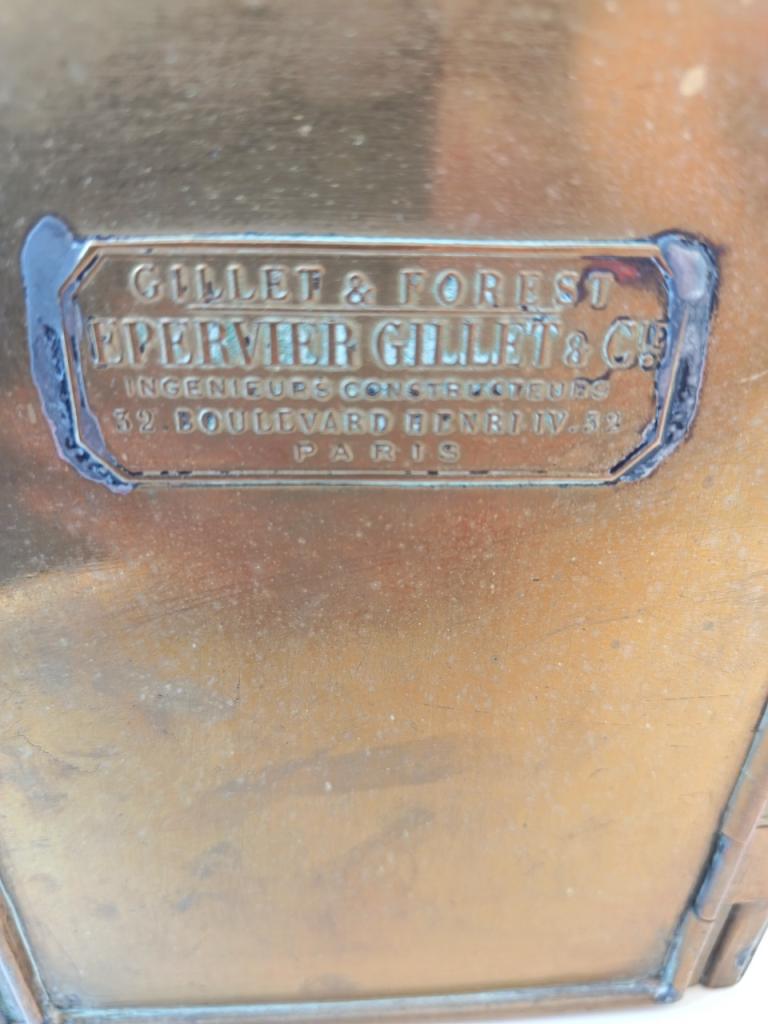 GILLET & FOREST
EPERVIER GILLET & CIE
INGENIEURS CONSTRUCTEURS
32. BOULEVARD HENRI-IV. 32
PARIS